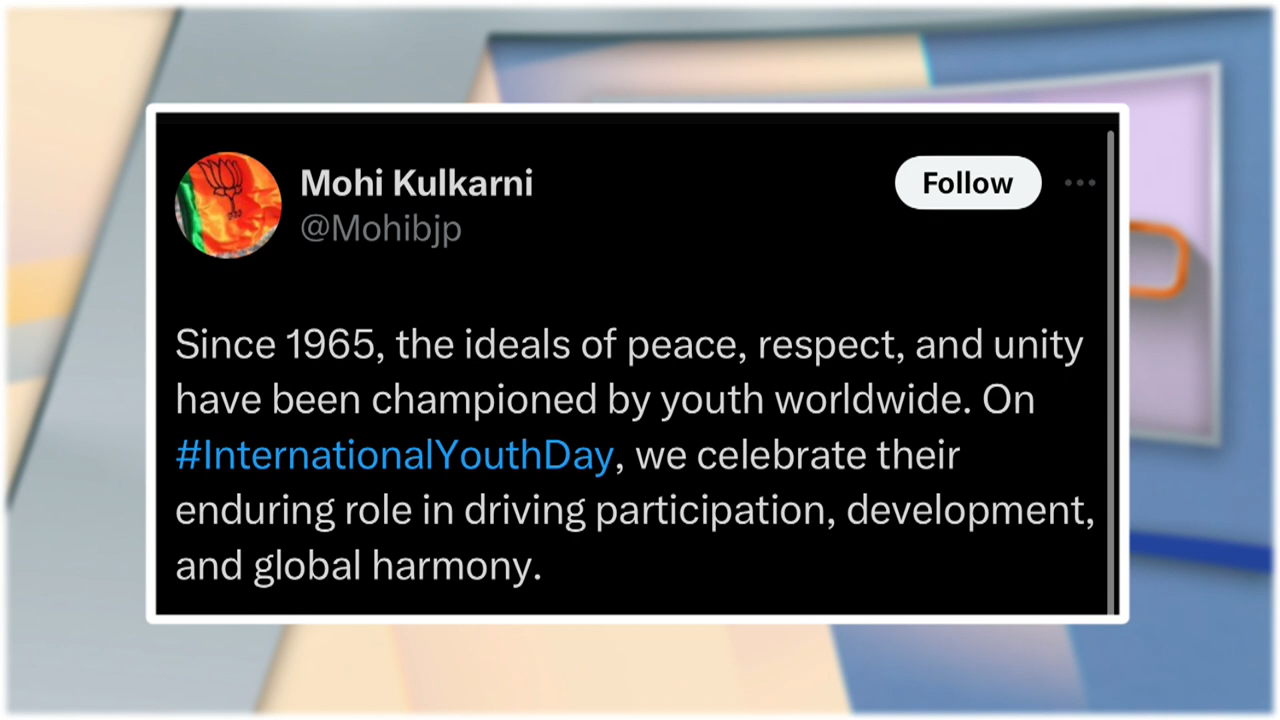 Mohi Kulkarni
@Mohibjp
Follow
Since 1965, the ideals of peace, respect, and unity
have been championed by youth worldwide. On
#InternationalYouthDay, we celebrate their
enduring role in driving participation, development,
and global harmony.